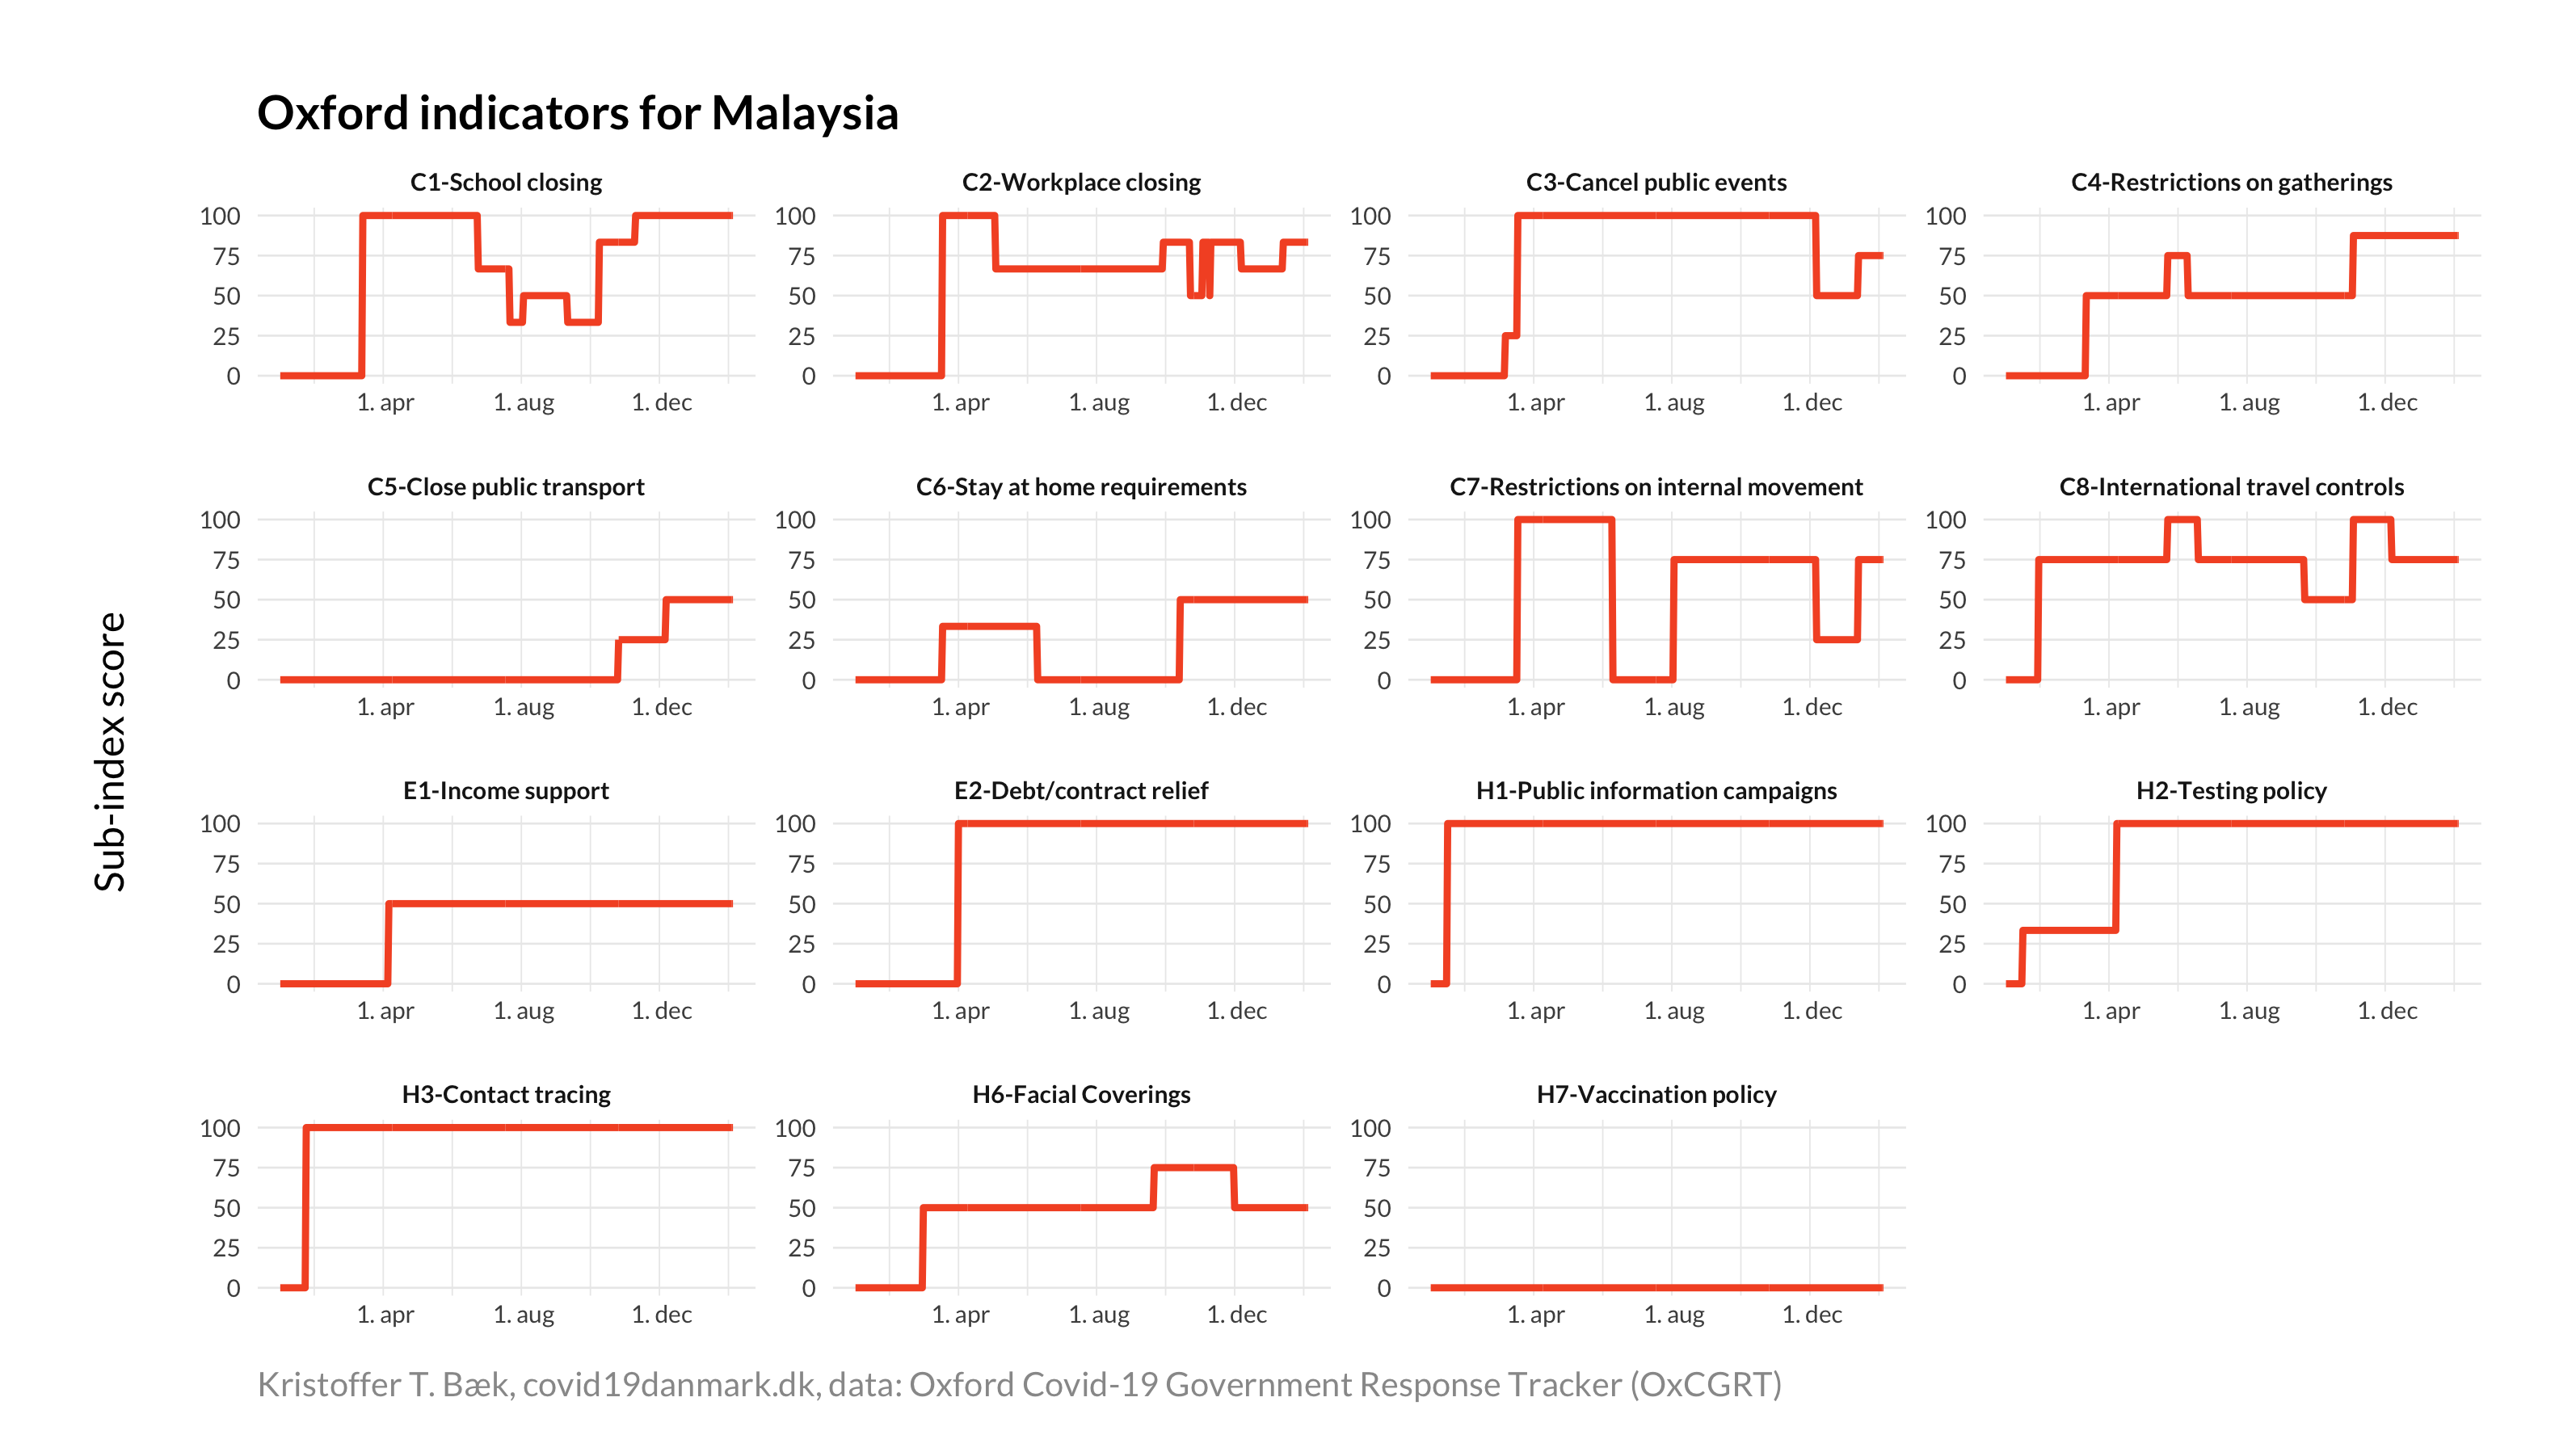 Oxford indicators for Malaysia
C1-School closing
C2-Workplace closing
C3-Cancel public events
C4-Restrictions on gatherings
100 100 100 100
75 75 75 75
50 50 50 50
25 25 25 25
0 0 0 0
1. apr 1. aug 1. dec 1. apr 1. aug 1. dec 1. apr 1. aug 1. dec 1. apr 1. aug 1. dec
C5-Close public transport
C6-Stay at home requirements
C7-Restrictions on internal movement
C8-International travel controls
100 100 100 100
75 75 75 75
50 50 50 50
25 25 25 25
0 0 0 0
1. apr 1. aug 1. dec 1. apr 1. aug 1. dec 1. apr 1. aug 1. dec 1. apr 1. aug 1. dec
Sub-index score
E1-Income support
E2-Debt/contract relief
H1-Public information campaigns
H2-Testing policy
100 100 100 100
75 75 75 75
50 50 50 50
25 25 25 25
0 0 0 0
1. apr 1. aug 1. dec 1. apr 1. aug 1. dec 1. apr 1. aug 1. dec 1. apr 1. aug 1. dec
H3-Contact tracing
H6-Facial Coverings
H7-Vaccination policy
100 100 100
75 75 75
50 50 50
25 25 25
0 0 0
1. apr 1. aug 1. dec 1. apr 1. aug 1. dec 1. apr 1. aug 1. dec
Kristoffer T. Bæk, covid19danmark.dk, data: Oxford Covid-19 Government Response Tracker (OxCGRT)